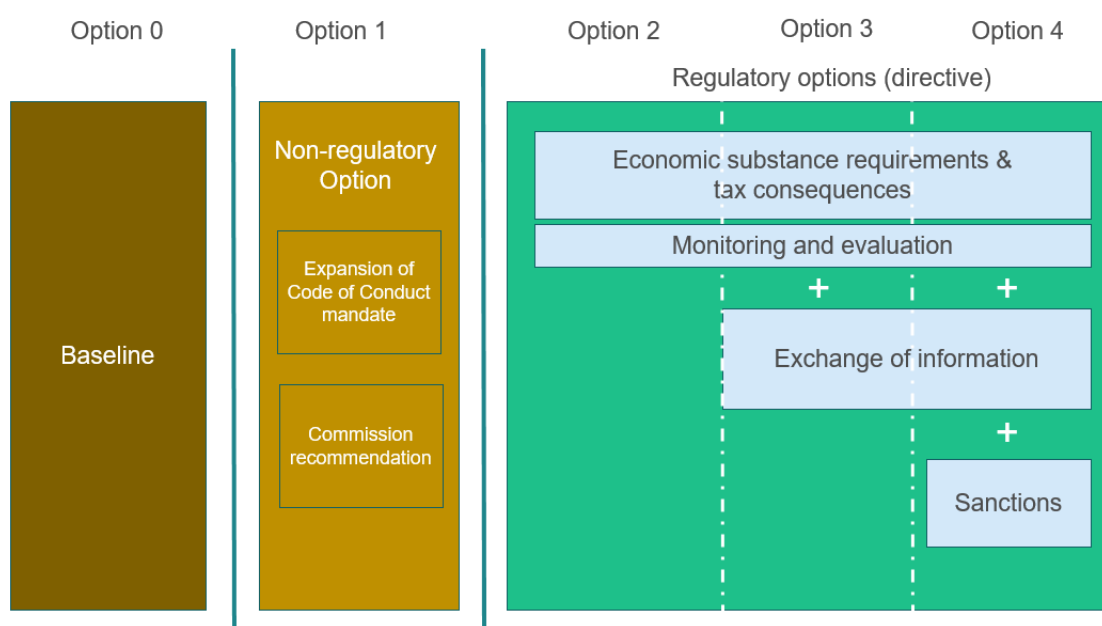 Option 0
Option 1
Option 2
Option 3
Option 4
Regulatory options (directive)
Baseline
Non-regulatory
Option
Expansion of
Code of Conduct
mandate
Commission
recommendation
Economic substance requirements &
tax consequences
Monitoring and evaluation
+
+
Exchange of information
+
Sanctions